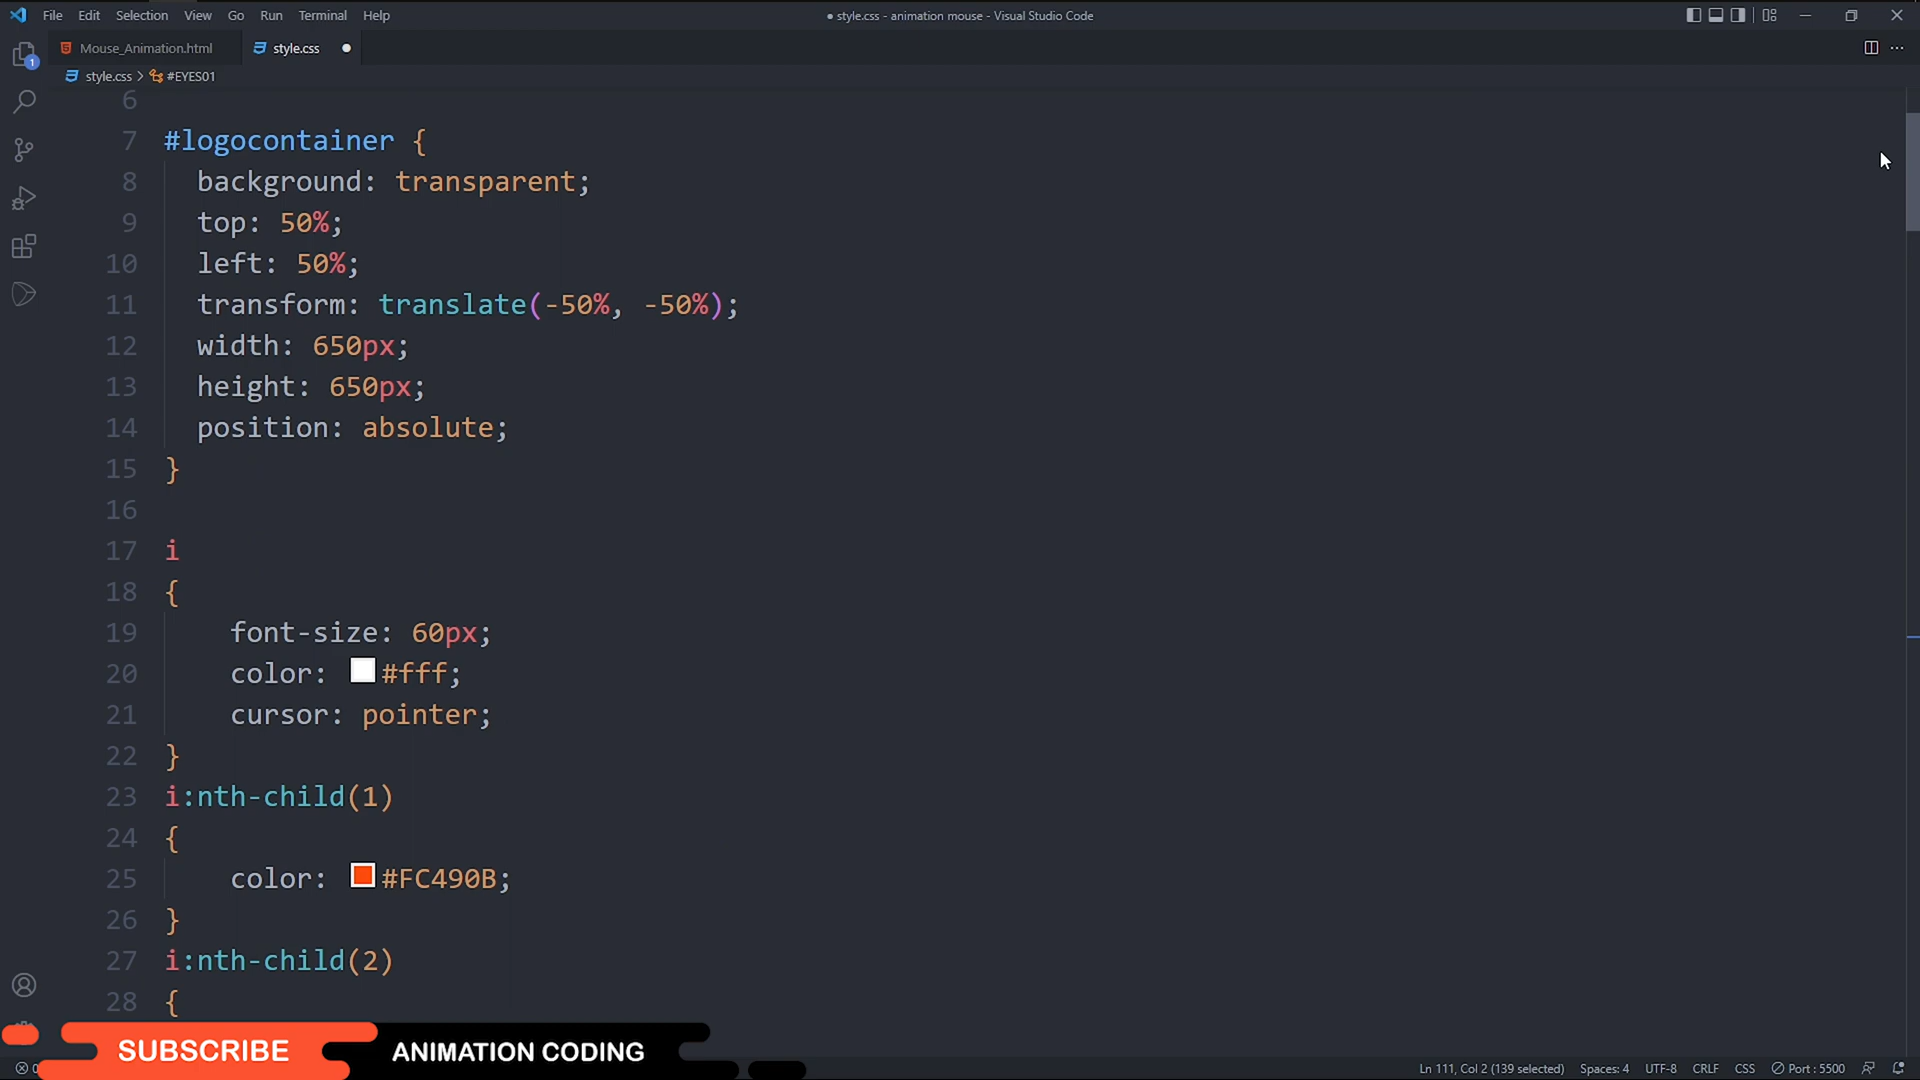 File Edit Selection View Go Run Terminal Help
● style.css - animation mouse - Visual Studio Code
Mouse_Animation.html
style.css ●
style.css > #EYES01
1
6
7 #logocontainer {
8 background: transparent;
9 top: 50%;
10 left: 50%;
11 transform: translate(-50%, -50%);
12 width: 650px;
13 height: 650px;
14 position: absolute;
15 }
16
17 i
18 {
19 font-size: 60px;
20 color: #fff;
21 cursor: pointer;
22 }
23 i:nth-child(1)
24 {
25 color: #FC490B;
26 }
27 i:nth-child(2)
28 {
SUBSCRIBE ANIMATION CODING
0
Ln 111, Col 2 (139 selected) Spaces: 4 UTF-8 CRLF CSS Port : 5500